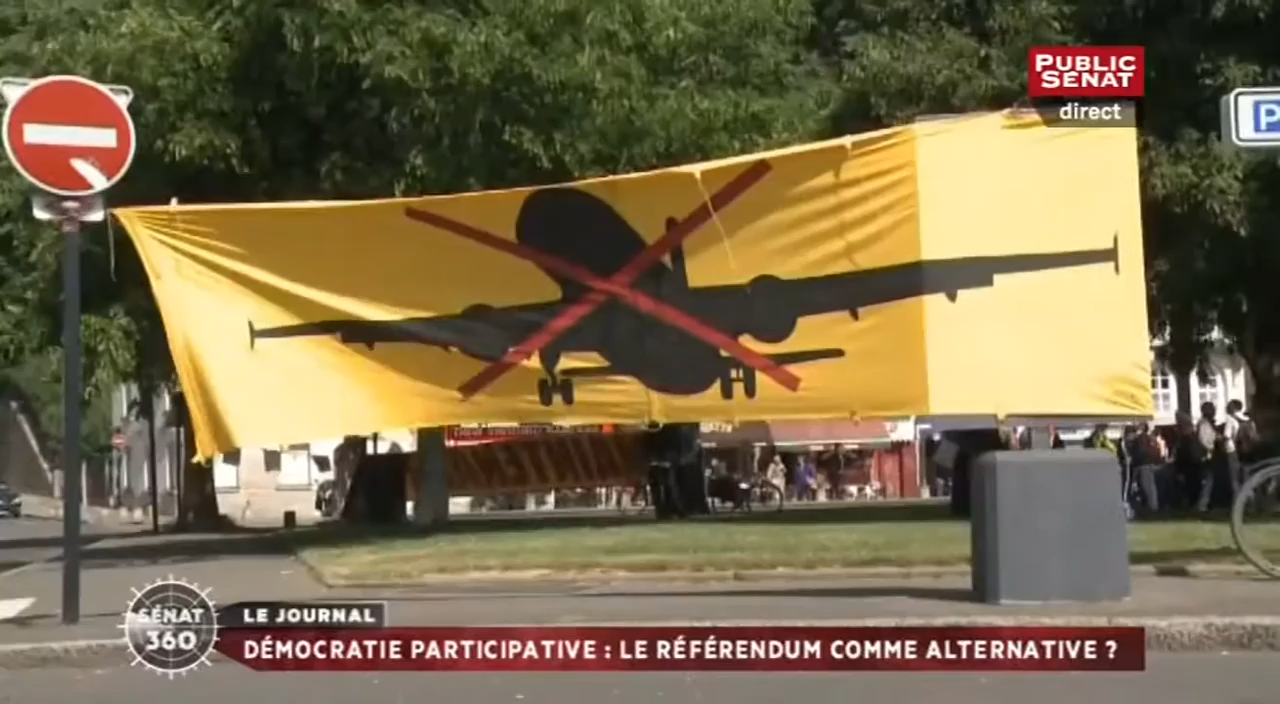 PUBLIC
SÉNAT
direct
P
SÉNAT
360
LE JOURNAL
DÉMOCRATIE PARTICIPATIVE : LE RÉFÉRENDUM COMME ALTERNATIVE ?